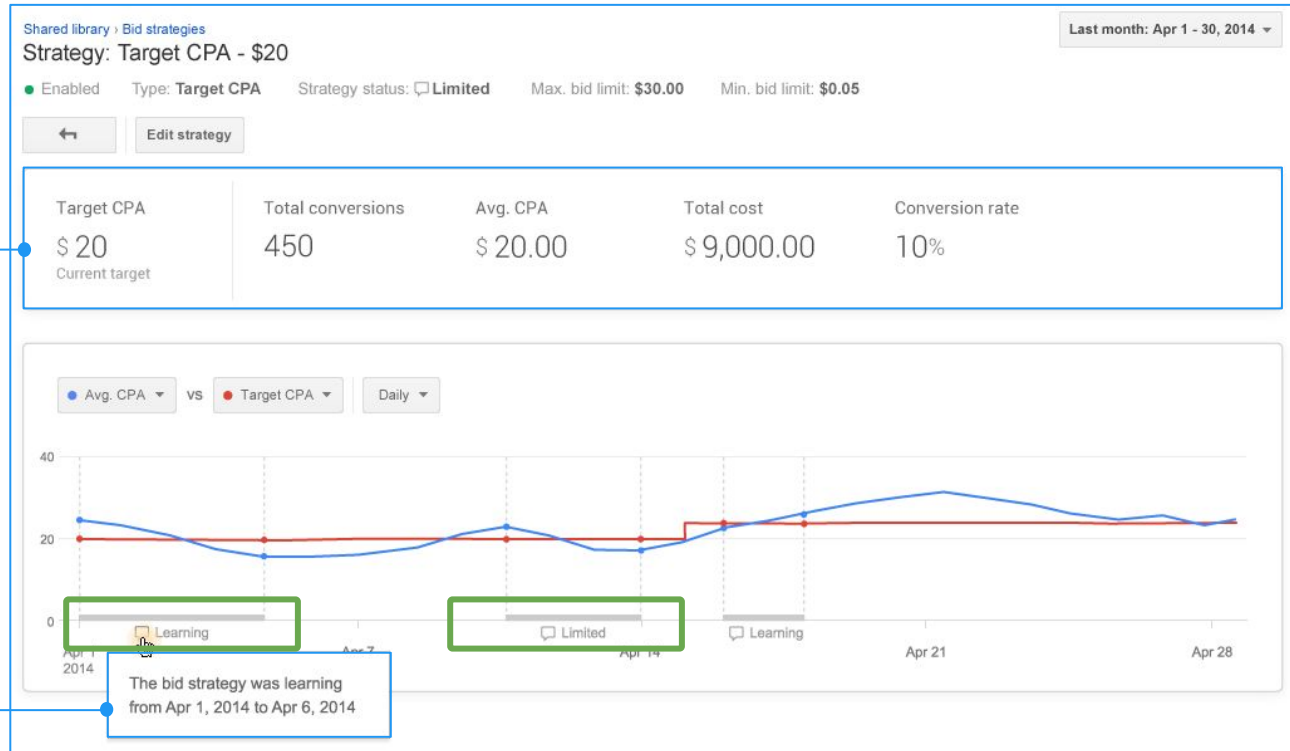 Shared library › Bid strategies
Last month: Apr 1 - 30, 2014
Strategy: Target CPA - $20
Enabled Type: Target CPA Strategy status: Limited Max. bid limit: $30.00 Min. bid limit: $0.05
Edit strategy
Target CPA Total conversions Avg. CPA Total cost Conversion rate
$ 20 450 $ 20.00 $ 9,000.00 10%
Current target
Avg. CPA vs Target CPA Daily
40
20
0
Learning Limited Learning
Apr 1 Apr 7 Apr 14 Apr 21 Apr 28
2014
The bid strategy was learning
from Apr 1, 2014 to Apr 6, 2014